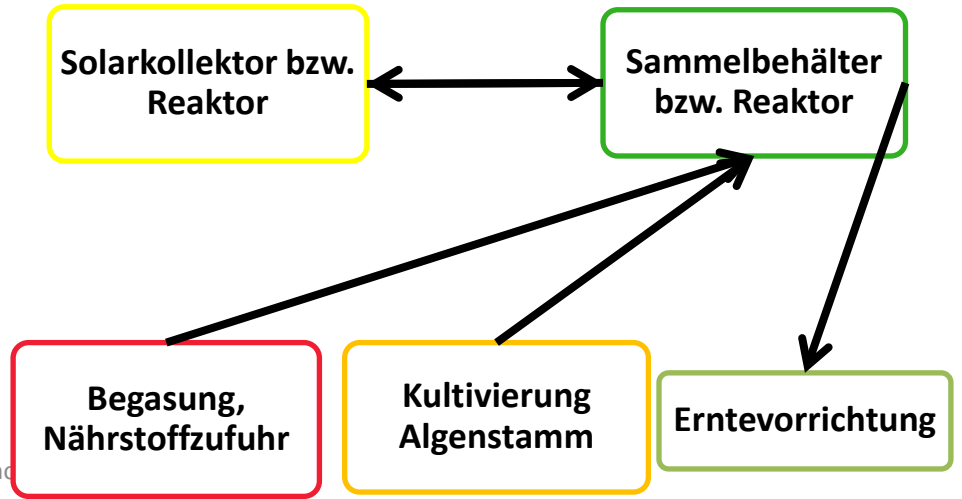 Solarkollektor bzw.
Reaktor
Sammelbehälter
bzw. Reaktor
Begasung,
Nährstoffzufuhr
Kultivierung
Algenstamm
Erntevorrichtung